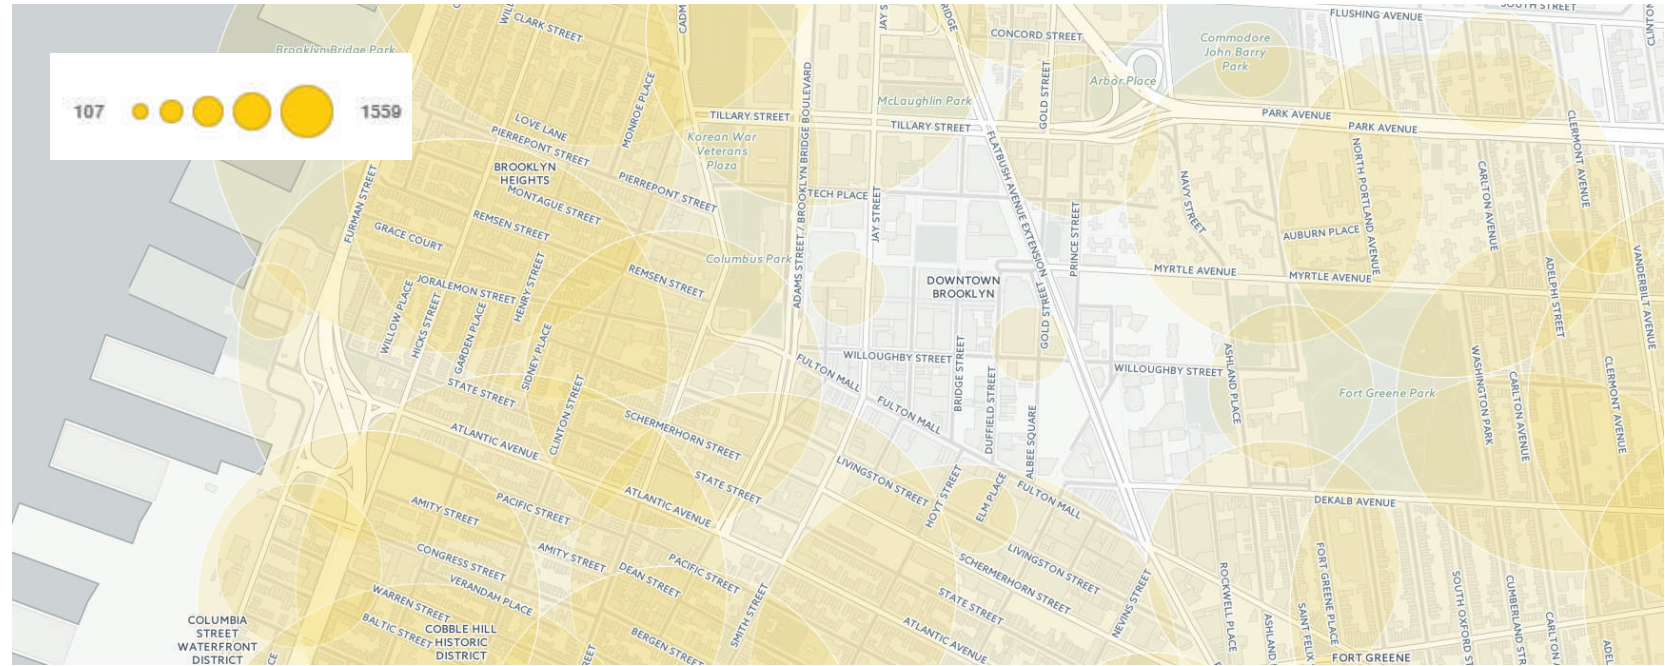 CLARK STREET
CADM
JAY S
RIDGE
CONCORD STREET
FLUSHING AVENUE
SOUTH STREET
CLINTON
Brooklyn Bridge Park
Commodore
John Barry
Park
107
1559
MONROE PLACE
ADAMS STREET / BROOKLYN BRIDGE BOULEVARD
McLaughlin Park
GOLD STREET
Arbor Place
LOVE LANE
PIERREPONT STREET
TILLARY STREET
TILLARY STREET
PARK AVENUE
PARK AVENUE
CLERMONT AVENUE
Korean War
Veterans
Plaza
FLATBUSH AVENUE EXTENSION
NORTH PORTLAND AVENUE
CARLTON AVENUE
BROOKLYN
HEIGHTS
MONTAGUE STREET
PIERREPONT STREET
TECH PLACE
JAY STREET
NAVY STREET
FURMAN STREET
GRACE COURT
REMSEN STREET
PRINCE STREET
AUBURN PLACE
REMSEN STREET
Columbus Park
DOWNTOWN
BROOKLYN
MYRTLE AVENUE
MYRTLE AVENUE
ADELPHI STREET
VANDERBILT AVENUE
JORALEMON STREET
HENRY STREET
WILLOW PLACE
HICKS STREET
GARDEN PLACE
SIDNEY PLACE
GOLD STREET
FULTON MALL
WILLOUGHBY STREET
BRIDGE STREET
WILLOUGHBY STREET
ASHLAND PLACE
Fort Greene Park
WASHINGTON PARK
CARLTON AVENUE
CLERMONT AVENUE
STATE STREET
CLINTON STREET
SCHERMERHORN STREET
FULTON MALL
DUFFIELD STREET
ALBEE SQUARE
ATLANTIC AVENUE
STATE STREET
LIVINGSTON STREET
HOYT STREET
ELM PLACE
FULTON MALL
DEKALB AVENUE
AMITY STREET
PACIFIC STREET
ATLANTIC AVENUE
CONGRESS STREET
AMITY STREET
DEAN STREET
PACIFIC STREET
LIVINGSTON STREET
SCHERMERHORN STREET
FORT GREENE PLACE
VERANDAH PLACE
WARREN STREET
BALTIC STREET
SMITH STREET
STATE STREET
NEVINS STREET
ROCKWELL PLACE
ASHLAND
SAINT FELIX
SOUTH OXFORD ST
CUMBERLAND STR
CARLTON A
ADEL
COLUMBIA
STREET
WATERFRONT
DISTRICT
COBBLE HILL
HISTORIC
DISTRICT
BERGEN STREET
ATLANTIC AVENUE
FORT GREENE